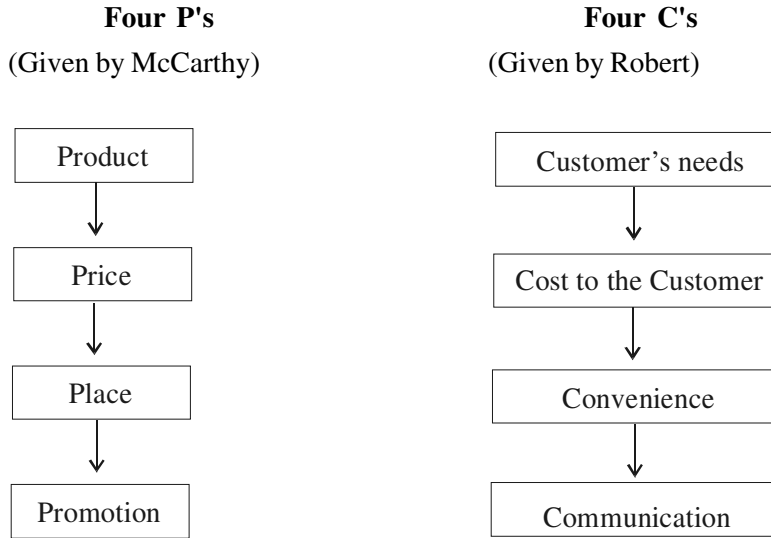 Four P's
(Given by McCarthy)
Product
Price
Place
Promotion
Four C's
(Given by Robert)
Customer’s needs
Cost to the Customer
Convenience
Communication